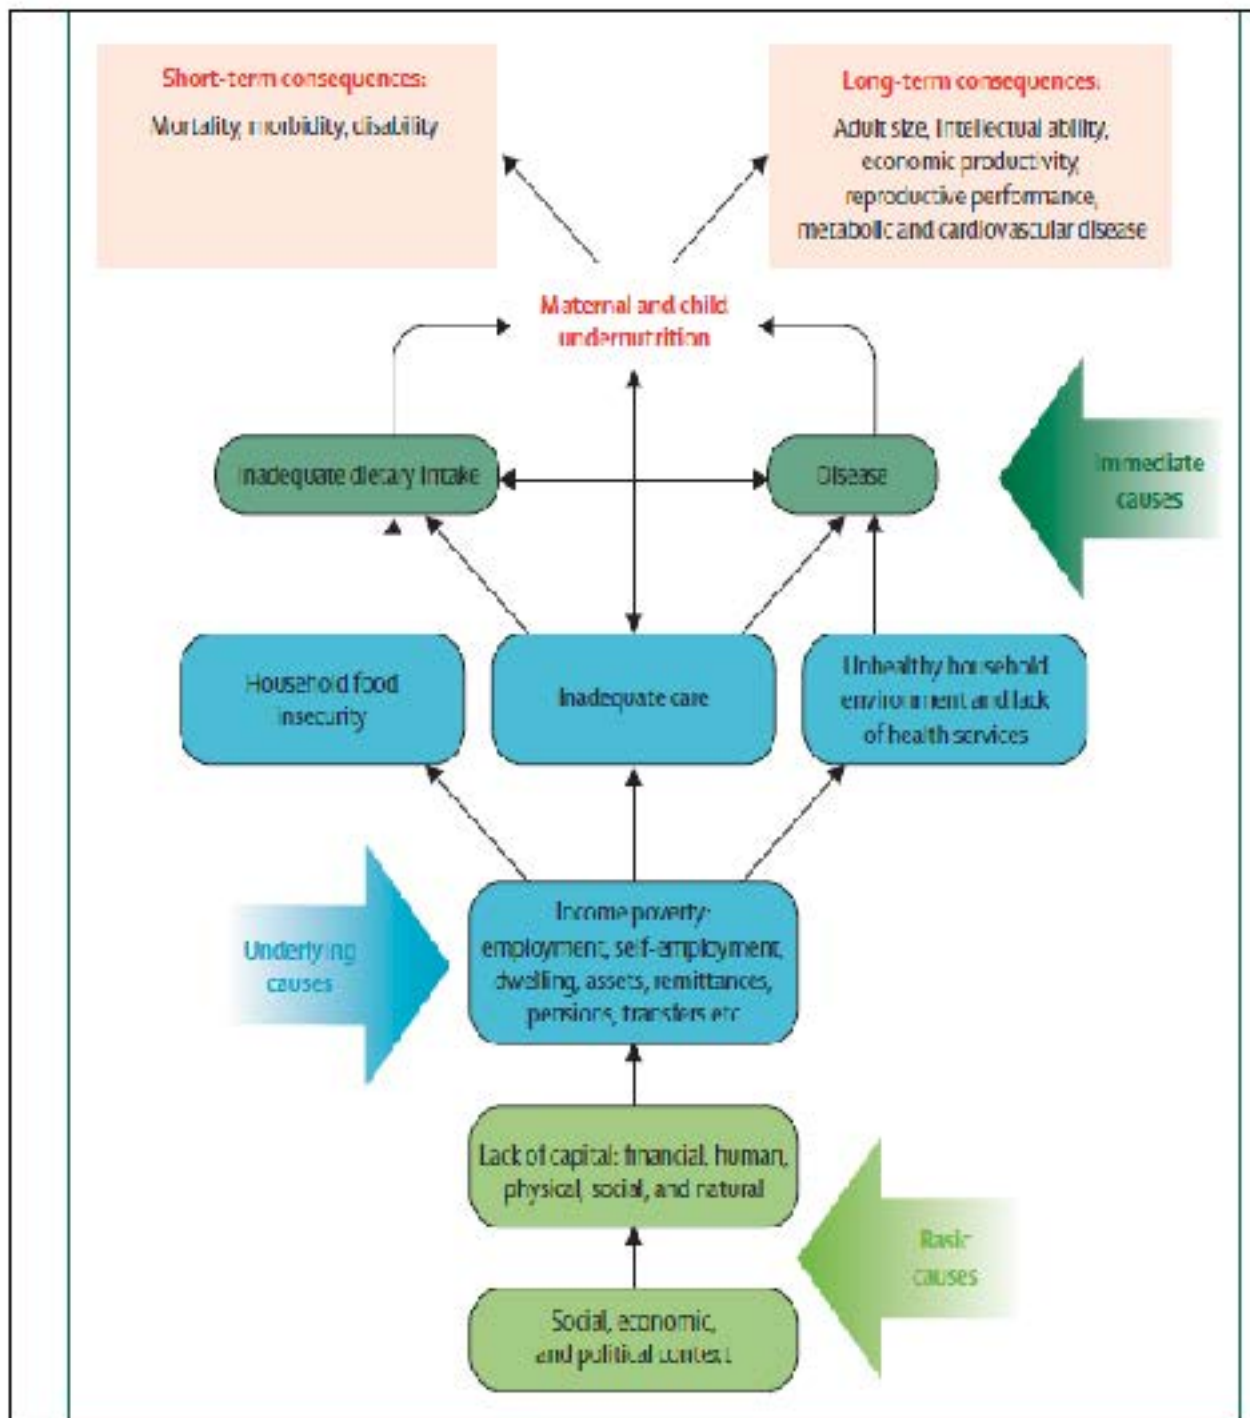 Short-term consequences:
Mortality, morbidity, disability
Long-term consequences:
Adult size, intellectual ability,
economic productivity,
reproductive performance,
metabolic and cardiovascular disease
Maternal and child
undernutrition
Inadequate dietary intake
Disease
Immediate
causes
Household food
insecurity
Inadequate care
Unhealthy household
environment and lack
of health services
Underlying
causes
Income poverty:
employment, self-employment,
dwelling, assets, remittances,
pensions, transfers etc
Lack of capital: financial, human,
physical, social, and natural
Basic
causes
Social, economic,
and political context